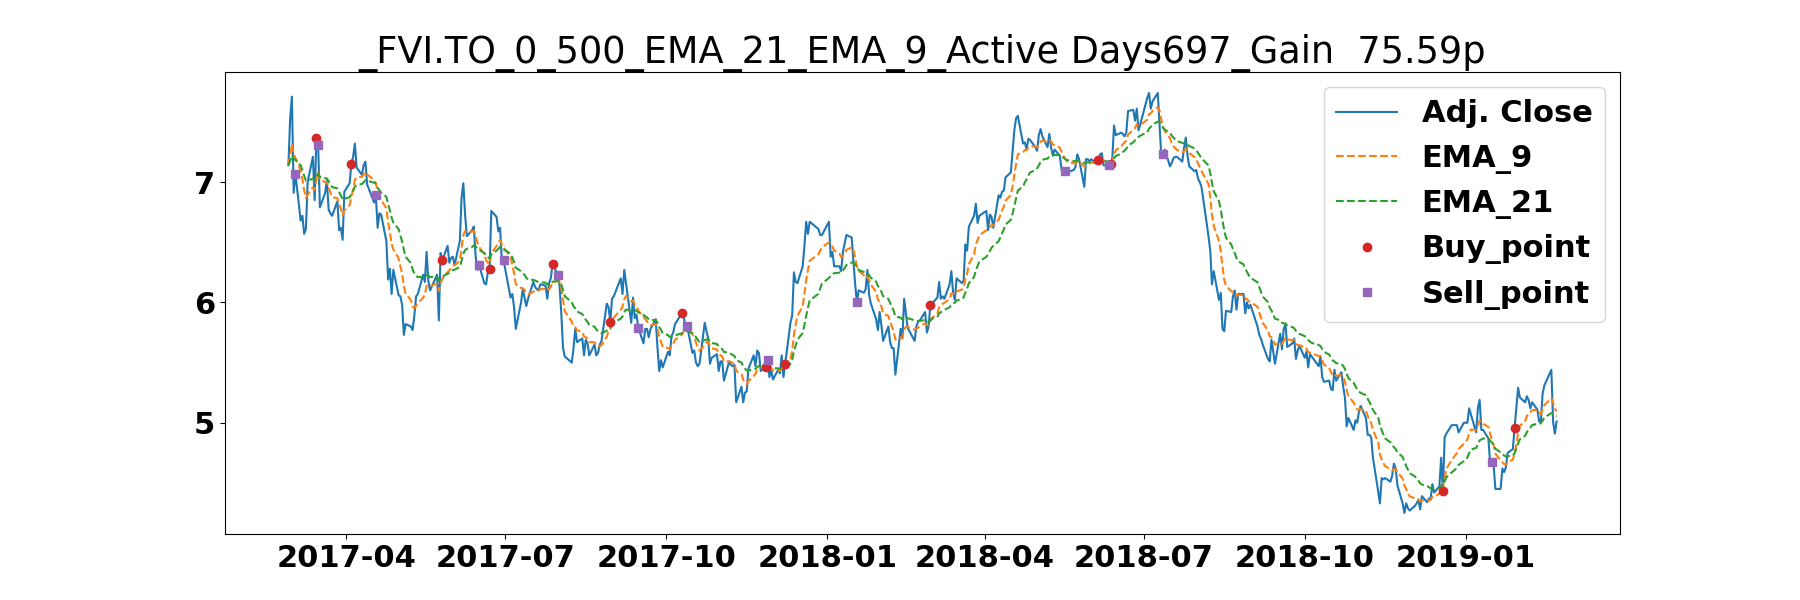 _FVI.TO_0_500_EMA_21_EMA_9_Active Days697_Gain  75.59p
Adj. Close
EMA_9
EMA_21
Buy_point
Sell_point
7
6
5
2017-04 2017-07 2017-10 2018-01 2018-04 2018-07 2018-10 2019-01